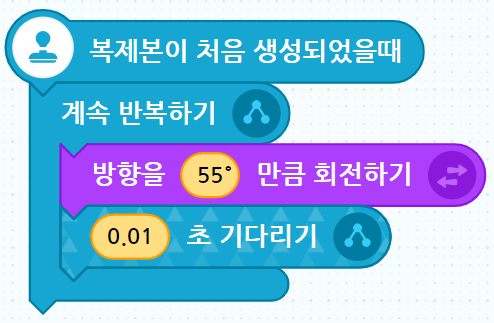 복제본이 처음 생성되었을때
계속 반복하기
방향을 55° 만큼 회전하기
0.01 초 기다리기